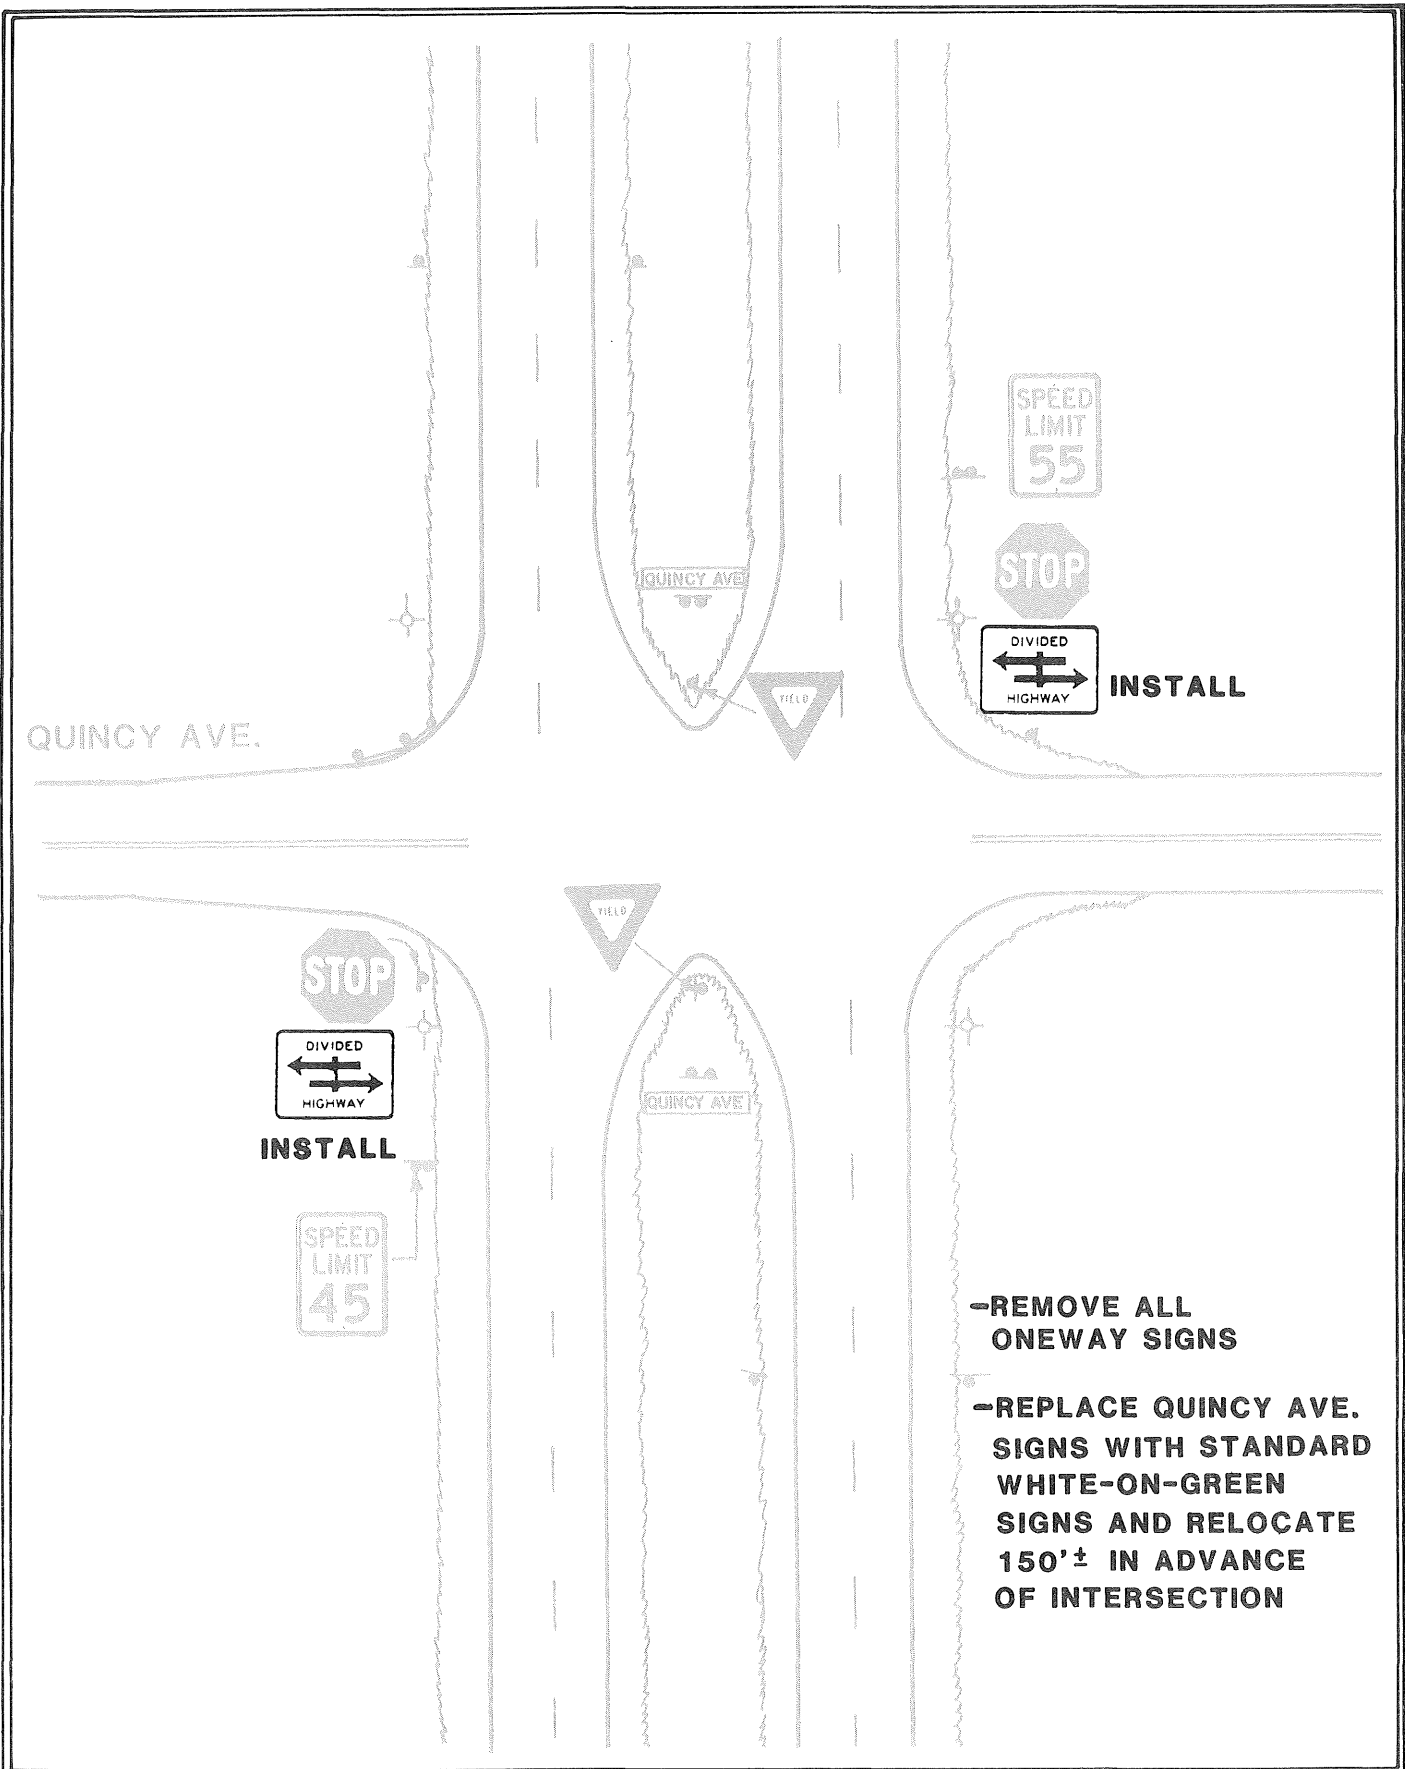 SPEED
LIMIT
55
QUINCY AVE
STOP
DIVIDED
HIGHWAY
INSTALL
YIELD
QUINCY AVE.
YIELD
STOP
DIVIDED
HIGHWAY
INSTALL
QUINCY AVE
SPEED
LIMIT
45
-REMOVE ALL
ONEWAY SIGNS
-REPLACE QUINCY AVE.
SIGNS WITH STANDARD
WHITE-ON-GREEN
SIGNS AND RELOCATE
150'± IN ADVANCE
OF INTERSECTION